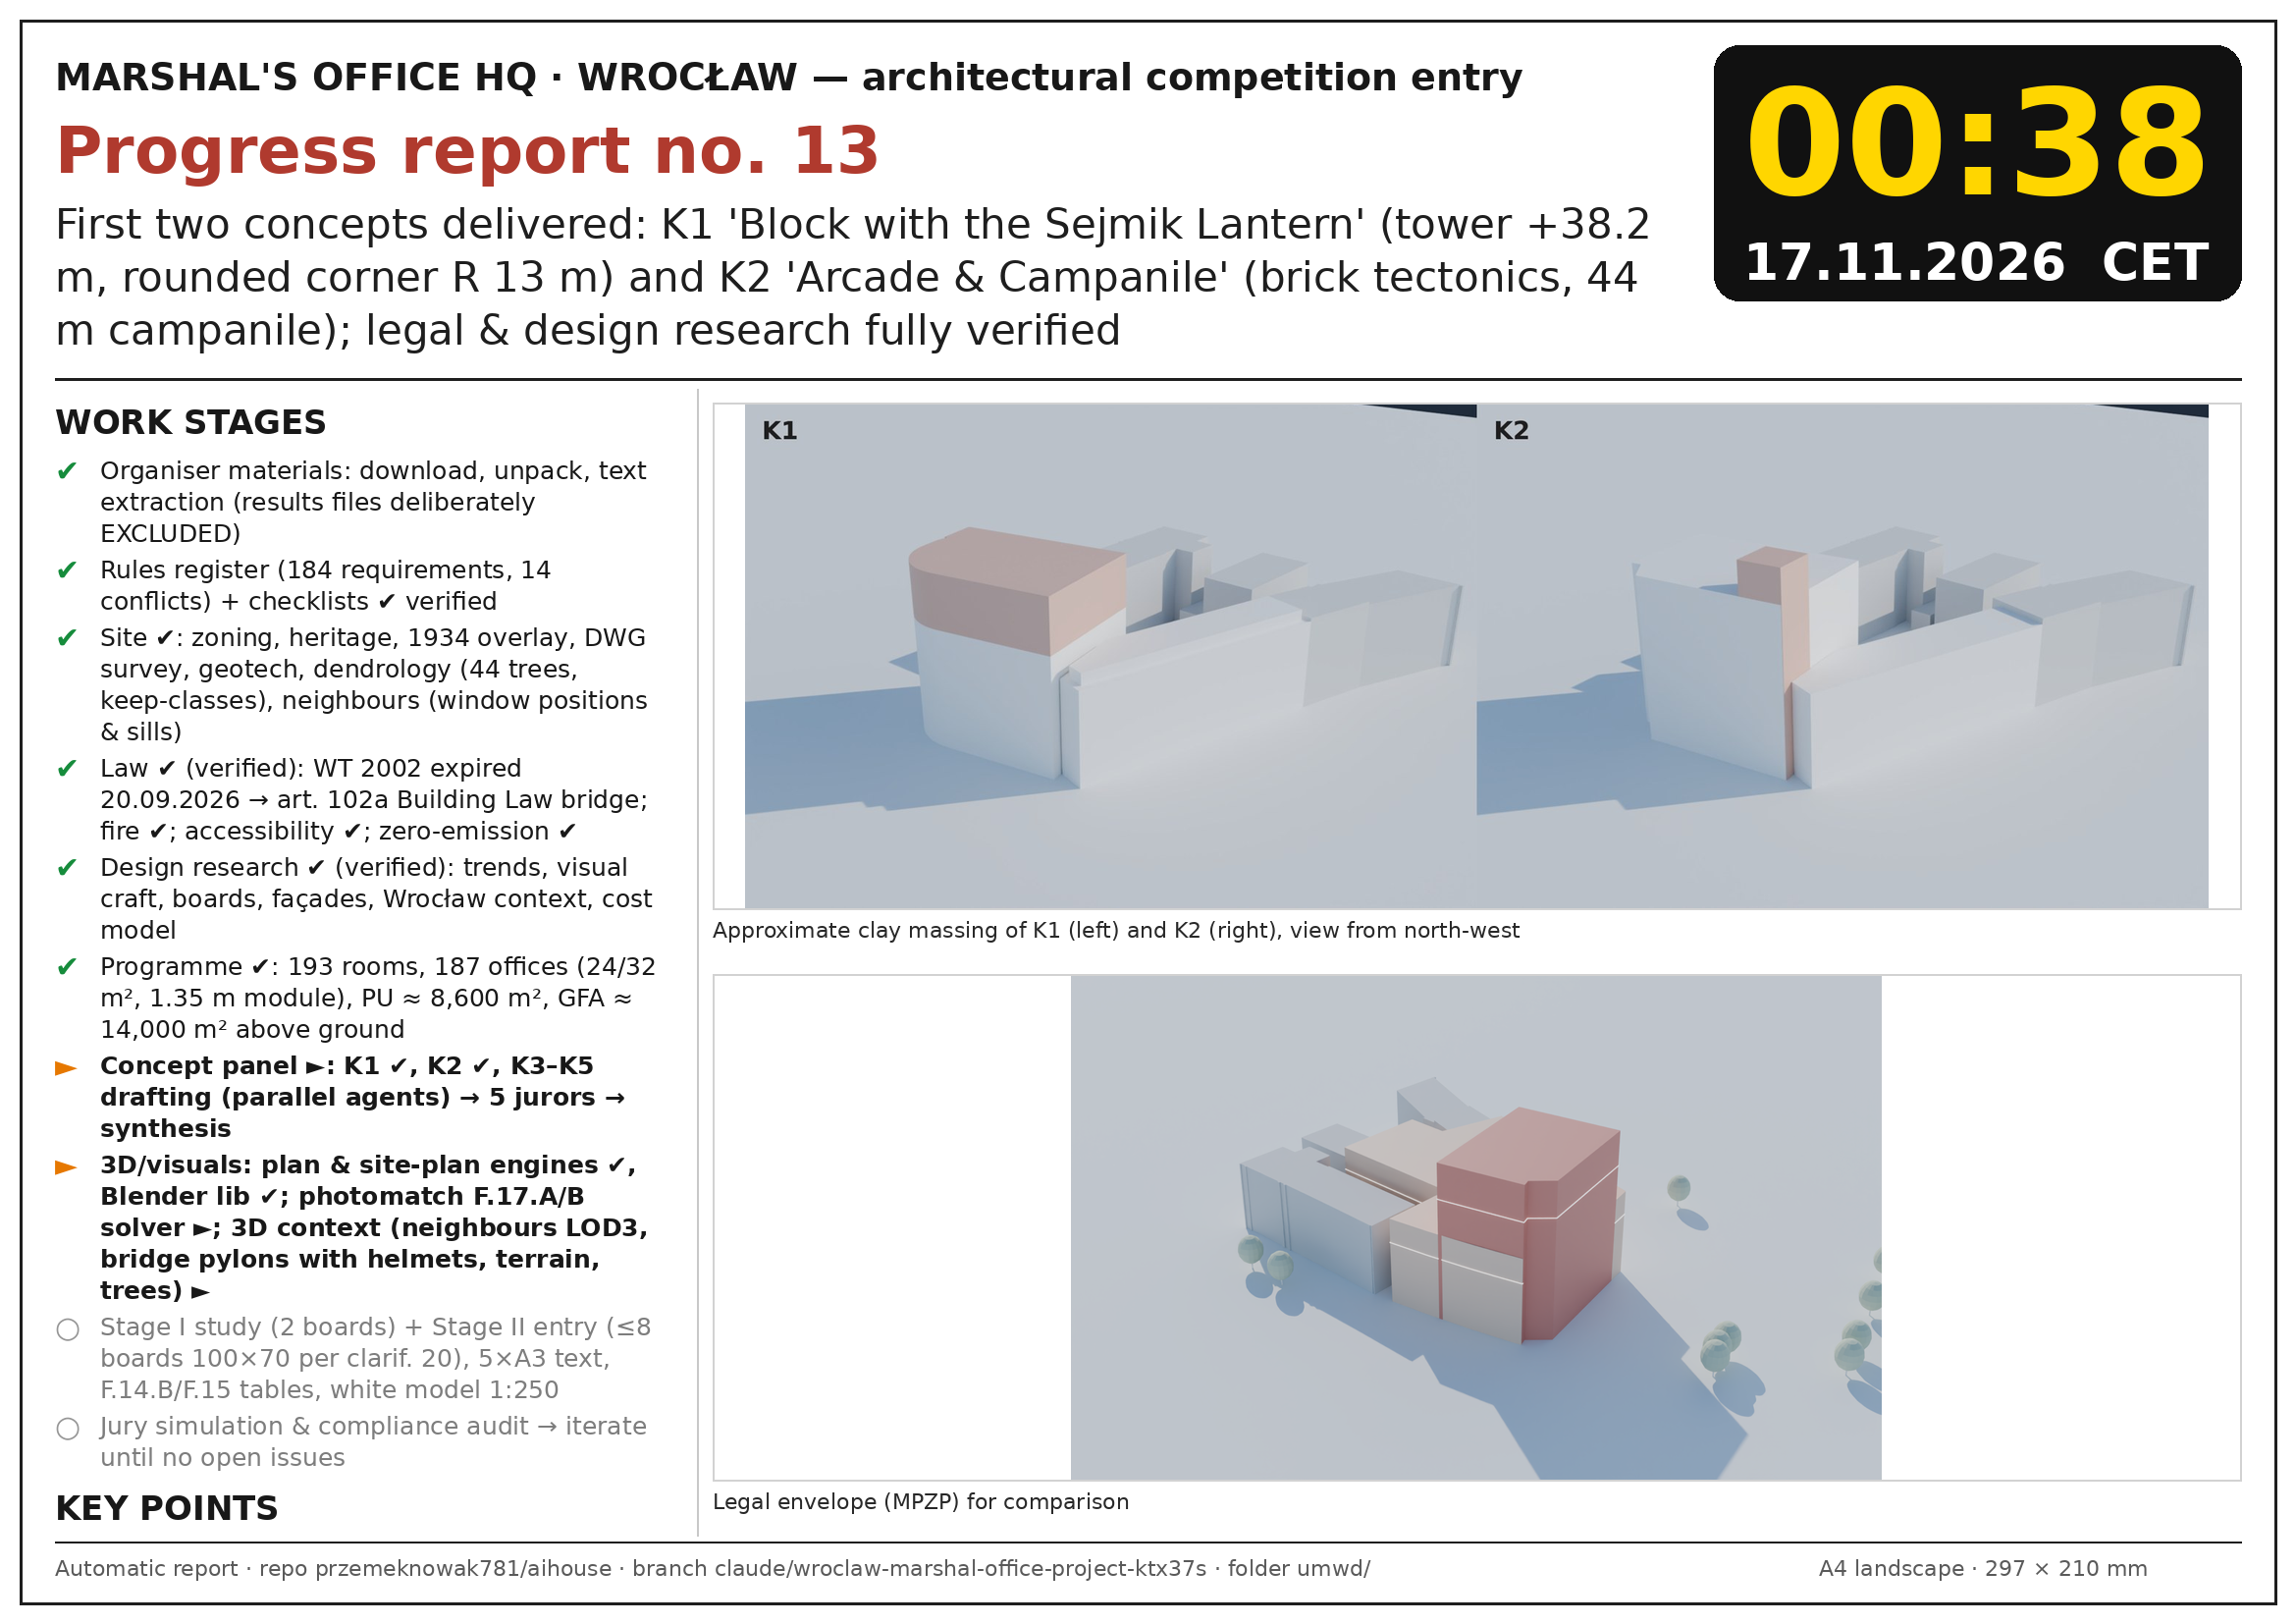 MARSHAL'S OFFICE HQ · WROCŁAW — architectural competition entry
Progress report no. 13
First two concepts delivered: K1 'Block with the Sejmik Lantern' (tower +38.2
m, rounded corner R 13 m) and K2 'Arcade & Campanile' (brick tectonics, 44
m campanile); legal & design research fully verified
00:38
17.11.2026 CET
WORK STAGES
✔ Organiser materials: download, unpack, text
extraction (results files deliberately
EXCLUDED)
✔ Rules register (184 requirements, 14
conflicts) + checklists ✔ verified
✔ Site ✔: zoning, heritage, 1934 overlay, DWG
survey, geotech, dendrology (44 trees,
keep-classes), neighbours (window positions
& sills)
✔ Law ✔ (verified): WT 2002 expired
20.09.2026 → art. 102a Building Law bridge;
fire ✔; accessibility ✔; zero-emission ✔
✔ Design research ✔ (verified): trends, visual
craft, boards, façades, Wrocław context, cost
model
✔ Programme ✔: 193 rooms, 187 offices (24/32
m², 1.35 m module), PU ≈ 8,600 m², GFA ≈
14,000 m² above ground
► Concept panel ►: K1 ✔, K2 ✔, K3–K5
drafting (parallel agents) → 5 jurors →
synthesis
► 3D/visuals: plan & site-plan engines ✔,
Blender lib ✔; photomatch F.17.A/B
solver ►; 3D context (neighbours LOD3,
bridge pylons with helmets, terrain,
trees) ►
○ Stage I study (2 boards) + Stage II entry (≤8
boards 100×70 per clarif. 20), 5×A3 text,
F.14.B/F.15 tables, white model 1:250
○ Jury simulation & compliance audit → iterate
until no open issues
KEY POINTS
K1
K2
Approximate clay massing of K1 (left) and K2 (right), view from north-west
Legal envelope (MPZP) for comparison
Automatic report · repo przemeknowak781/aihouse · branch claude/wroclaw-marshal-office-project-ktx37s · folder umwd/
A4 landscape · 297 × 210 mm